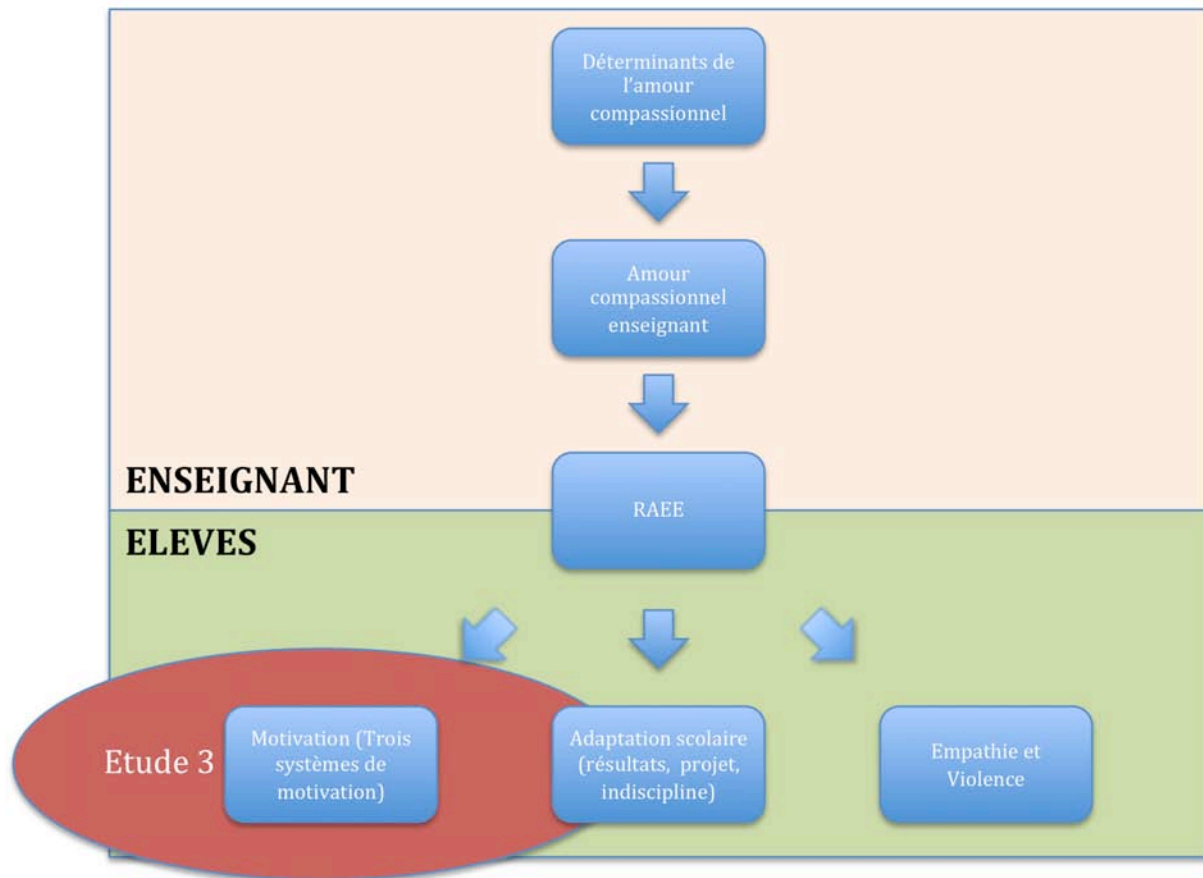 Déterminants de
l'amour
compassionnel
Amour
compassionnel
enseignant
ENSEIGNANT
RAEE
ELEVES
Etude 3
Motivation (Trois
systèmes de
motivation)
Adaptation scolaire
(résultats, projet,
indiscipline)
Empathie et
Violence